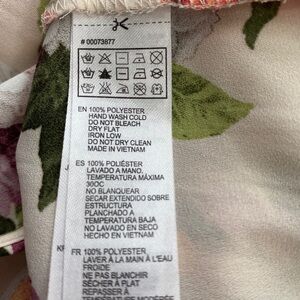 # 00073877
EN 100% POLYESTER
HAND WASH COLD
DO NOT BLEACH
DRY FLAT
IRON LOW
DO NOT DRY CLEAN
MADE IN VIETNAM
ES 100% POLIÉSTER
LAVADO A MANO.
TEMPERATURA MÁXIMA
30OC
NO BLANQUEAR
SECAR EXTENDIDO SOBRE
ESTRUCTURA
PLANCHADO A
TEMPERATURA BAJA
NO LAVADO EN SECO
HECHO EN VIETNAM
FR 100% POLYESTER
LAVER À LA MAIN À L'EAU
FROIDE
NE PAS BLANCHIR
SÉCHER À PLAT
REPASSER À
TEMPÉRATURE MODÉRÉE